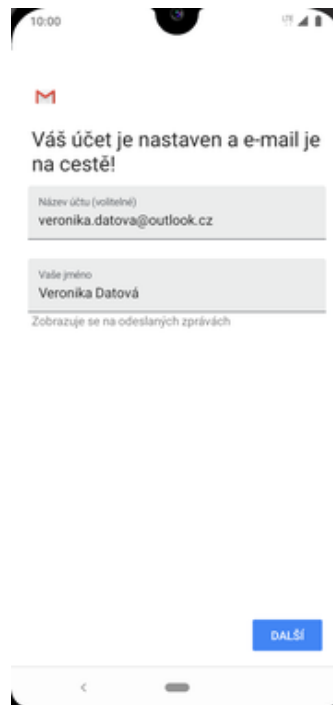 10:00
LTE
Váš účet je nastaven a e-mail je
na cestě!
Název účtu (volitelné)
veronika.datova@outlook.cz
Vaše jméno
Veronika Datová
Zobrazuje se na odeslaných zprávách
DALŠÍ